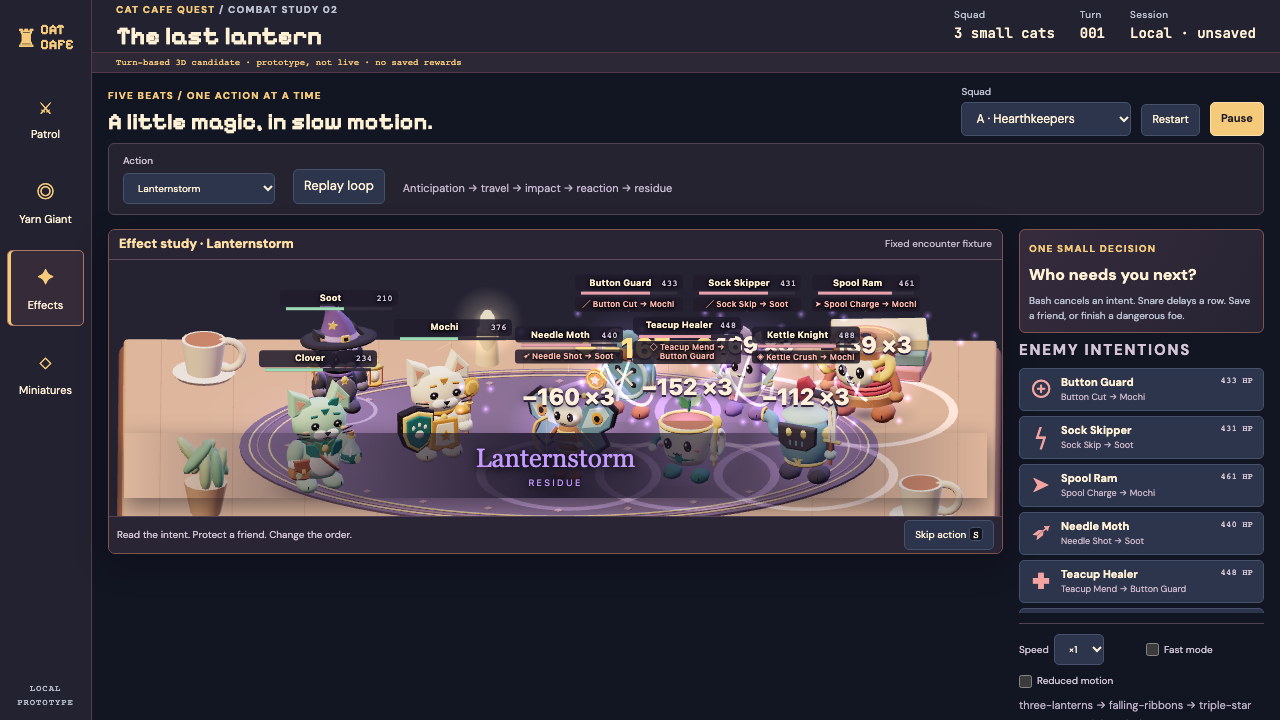 OAT
OAFE
Patrol
Yarn Giant
Effects
Miniatures
LOCAL
PROTOTYPE
CAT CAFE QUEST / COMBAT STUDY 02
The last lantern
Squad
3 small cats
Turn
001
Session
Local · unsaved
Turn-based 3D candidate · prototype, not live · no saved rewards
FIVE BEATS / ONE ACTION AT A TIME
A little magic, in slow motion.
Squad
A · Hearthkeepers
Restart
Pause
Action
Lanternstorm
Replay loop
Anticipation → travel → impact → reaction → residue
Effect study · Lanternstorm
Fixed encounter fixture
Button Guard 433
Button Cut → Mochi
Sock Skipper 431
Sock Skip → Soot
Spool Ram 461
Spool Charge → Mochi
Soot 210
Mochi 376
Clover 234
Needle Moth 440
Needle Shot → Soot
Teacup Healer 448
Teacup Mend →
Button Guard
Kettle Knight 488
Kettle Crush → Mochi
−160 ×3
−152 ×3
−112 ×3
Lanternstorm
RESIDUE
Read the intent. Protect a friend. Change the order.
Skip action S
ONE SMALL DECISION
Who needs you next?
Bash cancels an intent. Snare delays a row. Save
a friend, or finish a dangerous foe.
ENEMY INTENTIONS
Button Guard 433 HP
Button Cut → Mochi
Sock Skipper 431 HP
Sock Skip → Soot
Spool Ram 461 HP
Spool Charge → Mochi
Needle Moth 440 HP
Needle Shot → Soot
Teacup Healer 448 HP
Teacup Mend → Button Guard
Speed ×1
Fast mode
Reduced motion
three-lanterns → falling-ribbons → triple-star